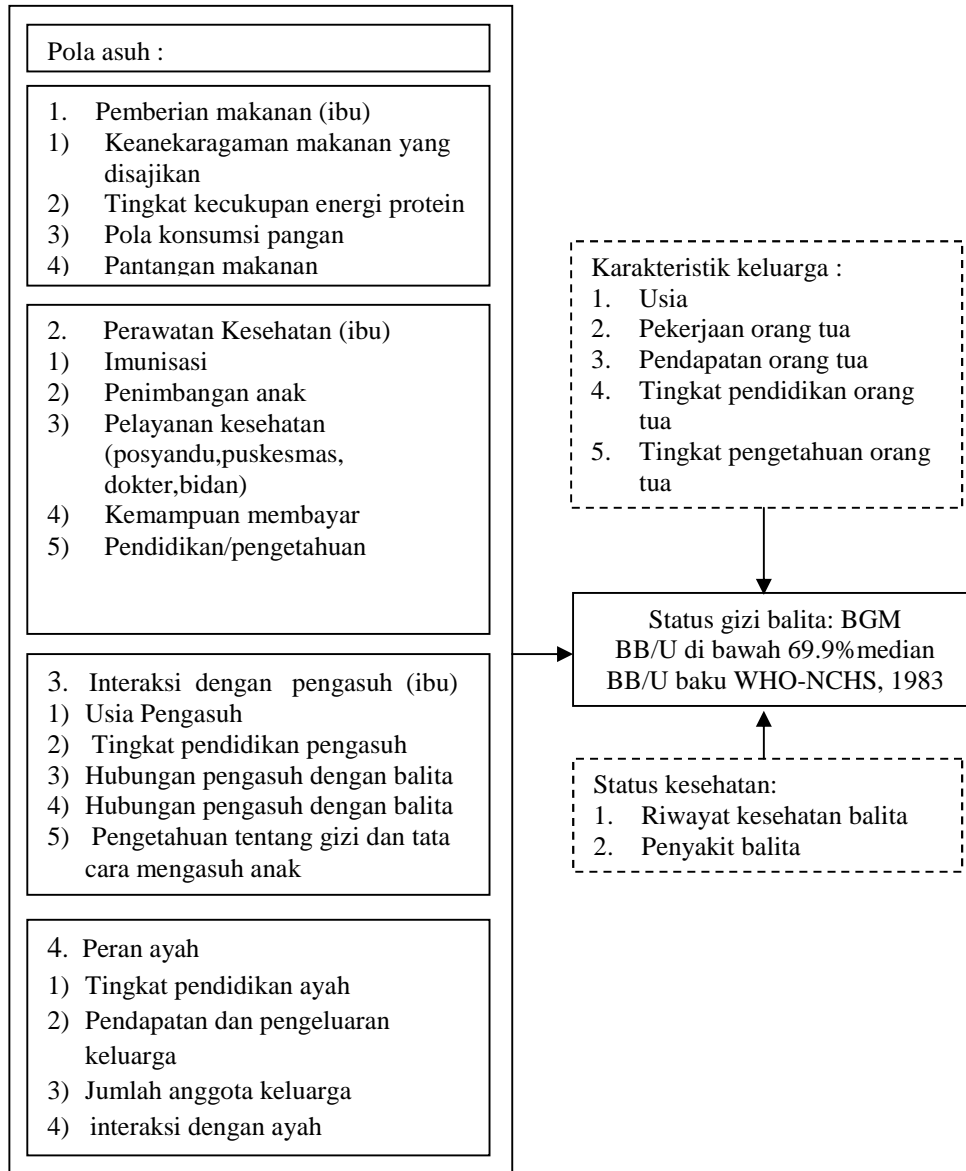 Pola asuh :
1. Pemberian makanan (ibu)
1) Keanekaragaman makanan yang
disajikan
2) Tingkat kecukupan energi protein
3) Pola konsumsi pangan
4) Pantangan makanan
2. Perawatan Kesehatan (ibu)
1) Imunisasi
2) Penimbangan anak
3) Pelayanan kesehatan
(posyandu,puskesmas,
dokter,bidan)
4) Kemampuan membayar
5) Pendidikan/pengetahuan
3. Interaksi dengan pengasuh (ibu)
1) Usia Pengasuh
2) Tingkat pendidikan pengasuh
3) Hubungan pengasuh dengan balita
4) Hubungan pengasuh dengan balita
5) Pengetahuan tentang gizi dan tata
cara mengasuh anak
4. Peran ayah
1) Tingkat pendidikan ayah
2) Pendapatan dan pengeluaran
keluarga
3) Jumlah anggota keluarga
4) interaksi dengan ayah
Karakteristik keluarga :
1. Usia
2. Pekerjaan orang tua
3. Pendapatan orang tua
4. Tingkat pendidikan orang
tua
5. Tingkat pengetahuan orang
tua
Status gizi balita: BGM
BB/U di bawah 69.9%median
BB/U baku WHO-NCHS, 1983
Status kesehatan:
1. Riwayat kesehatan balita
2. Penyakit balita